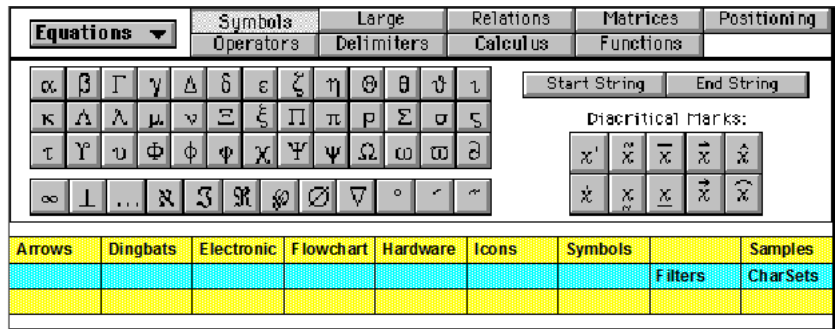 Equations Symbols Large Relations Matrices Positioning
Operators Delimiters Calculus Functions
α β Γ γ Δ δ ε ζ η Θ θ ϑ ι
Start String End String
κ Λ λ μ ν Ξ ξ Π π ρ Σ σ ς
Diacritical Marks:
τ ϒ υ Φ ϕ φ χ Ψ ψ Ω ω ϖ ∂
x' x̃ x̅ x⃗ x̂
∞ ⊥ ... ℵ ℑ ℜ ℘ ∅ ∇ ° ′ ″
ẋ x̰ x̲ x⃗ x̑
Arrows Dingbats Electronic Flowchart Hardware Icons Symbols Samples
Filters CharSets